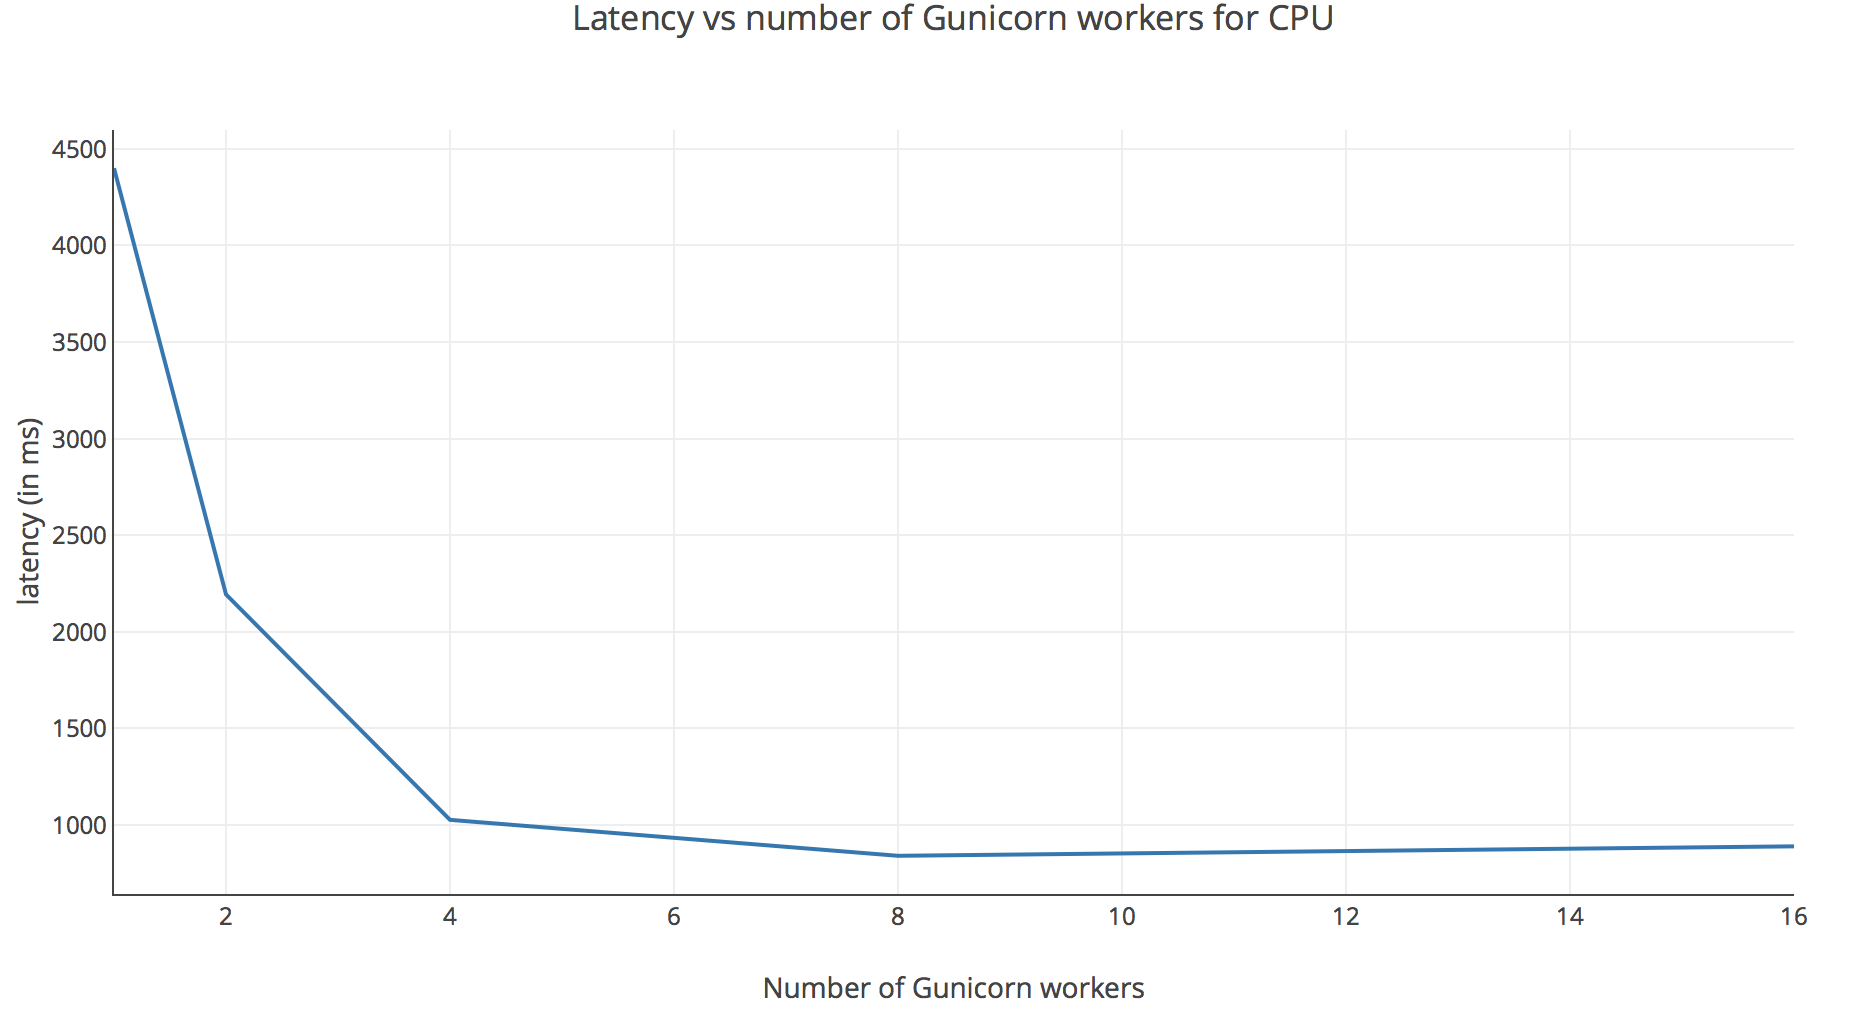 Latency vs number of Gunicorn workers for CPU
4500
4000
3500
3000
2500
2000
1500
1000
latency (in ms)
2 4 6 8 10 12 14 16
Number of Gunicorn workers